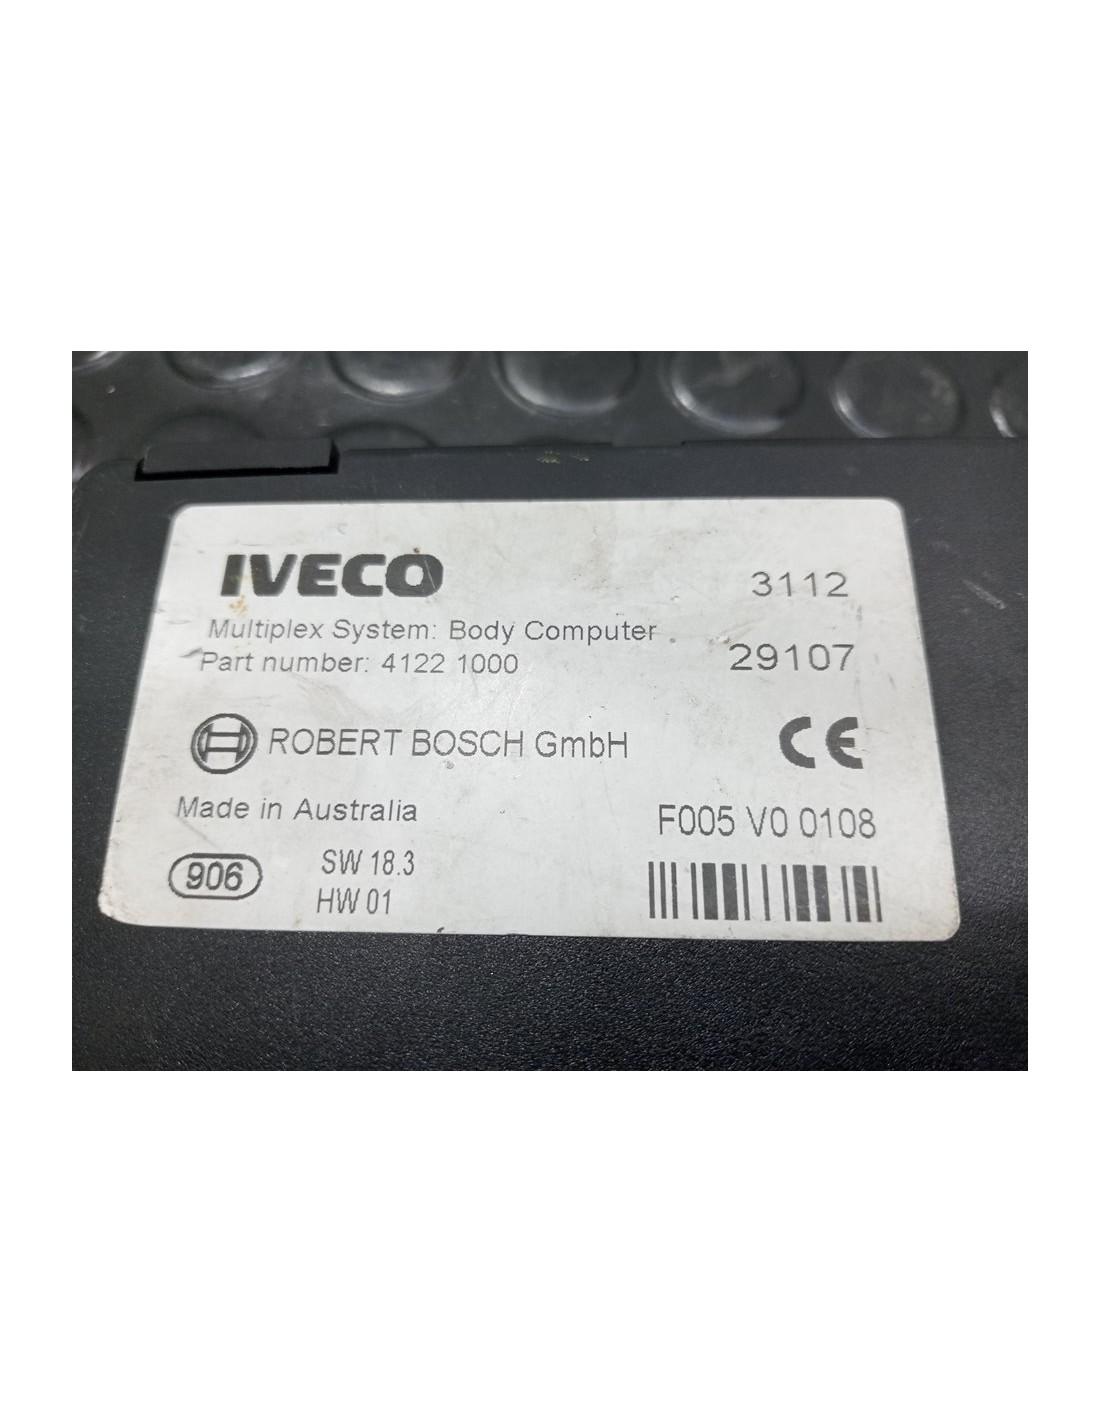 IVECO
3112
Multiplex System: Body Computer
Part number: 4122 1000
29107
ROBERT BOSCH GmbH
CE
Made in Australia
F005 V0 0108
906
SW 18.3
HW 01